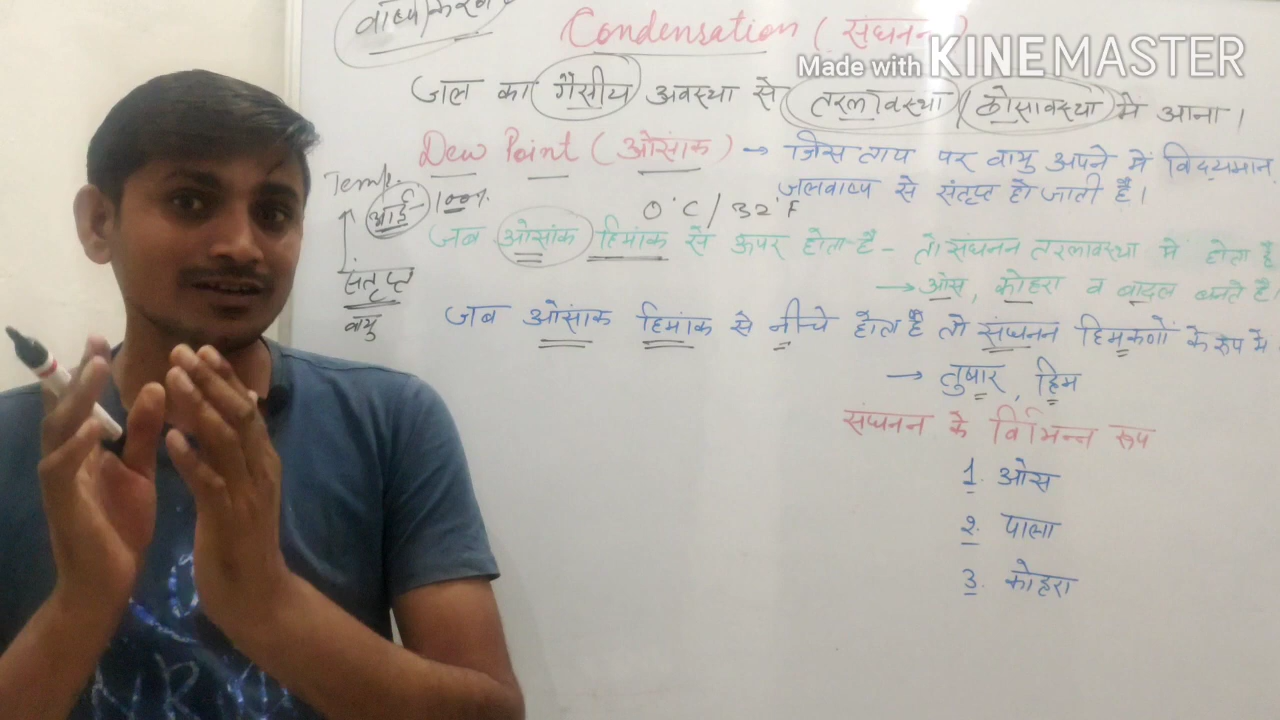 वाष्पीकरण
Condensation (संघनन)
Made with KINEMASTER
जल का गैसीय अवस्था से तरलावस्था / ठोसावस्था में आना।
Dew Point (ओसांक) → जिस ताप पर वायु अपने में विद्यमान
जलवाष्प से संतृप्त हो जाती है।
Temp.
आर्द्र - 100%
0°C / 32°F
जब ओसांक हिमांक से ऊपर होता है - तो संघनन तरलावस्था में होता है
→ ओस, कोहरा व बादल बनते है।
संतृप्त
वायु
जब ओसांक हिमांक से नीचे होता है तो संघनन हिमकणों के रूप में
→ तुषार, हिम
संघनन के विभिन्न रूप
1. ओस
२. पाला
3. कोहरा